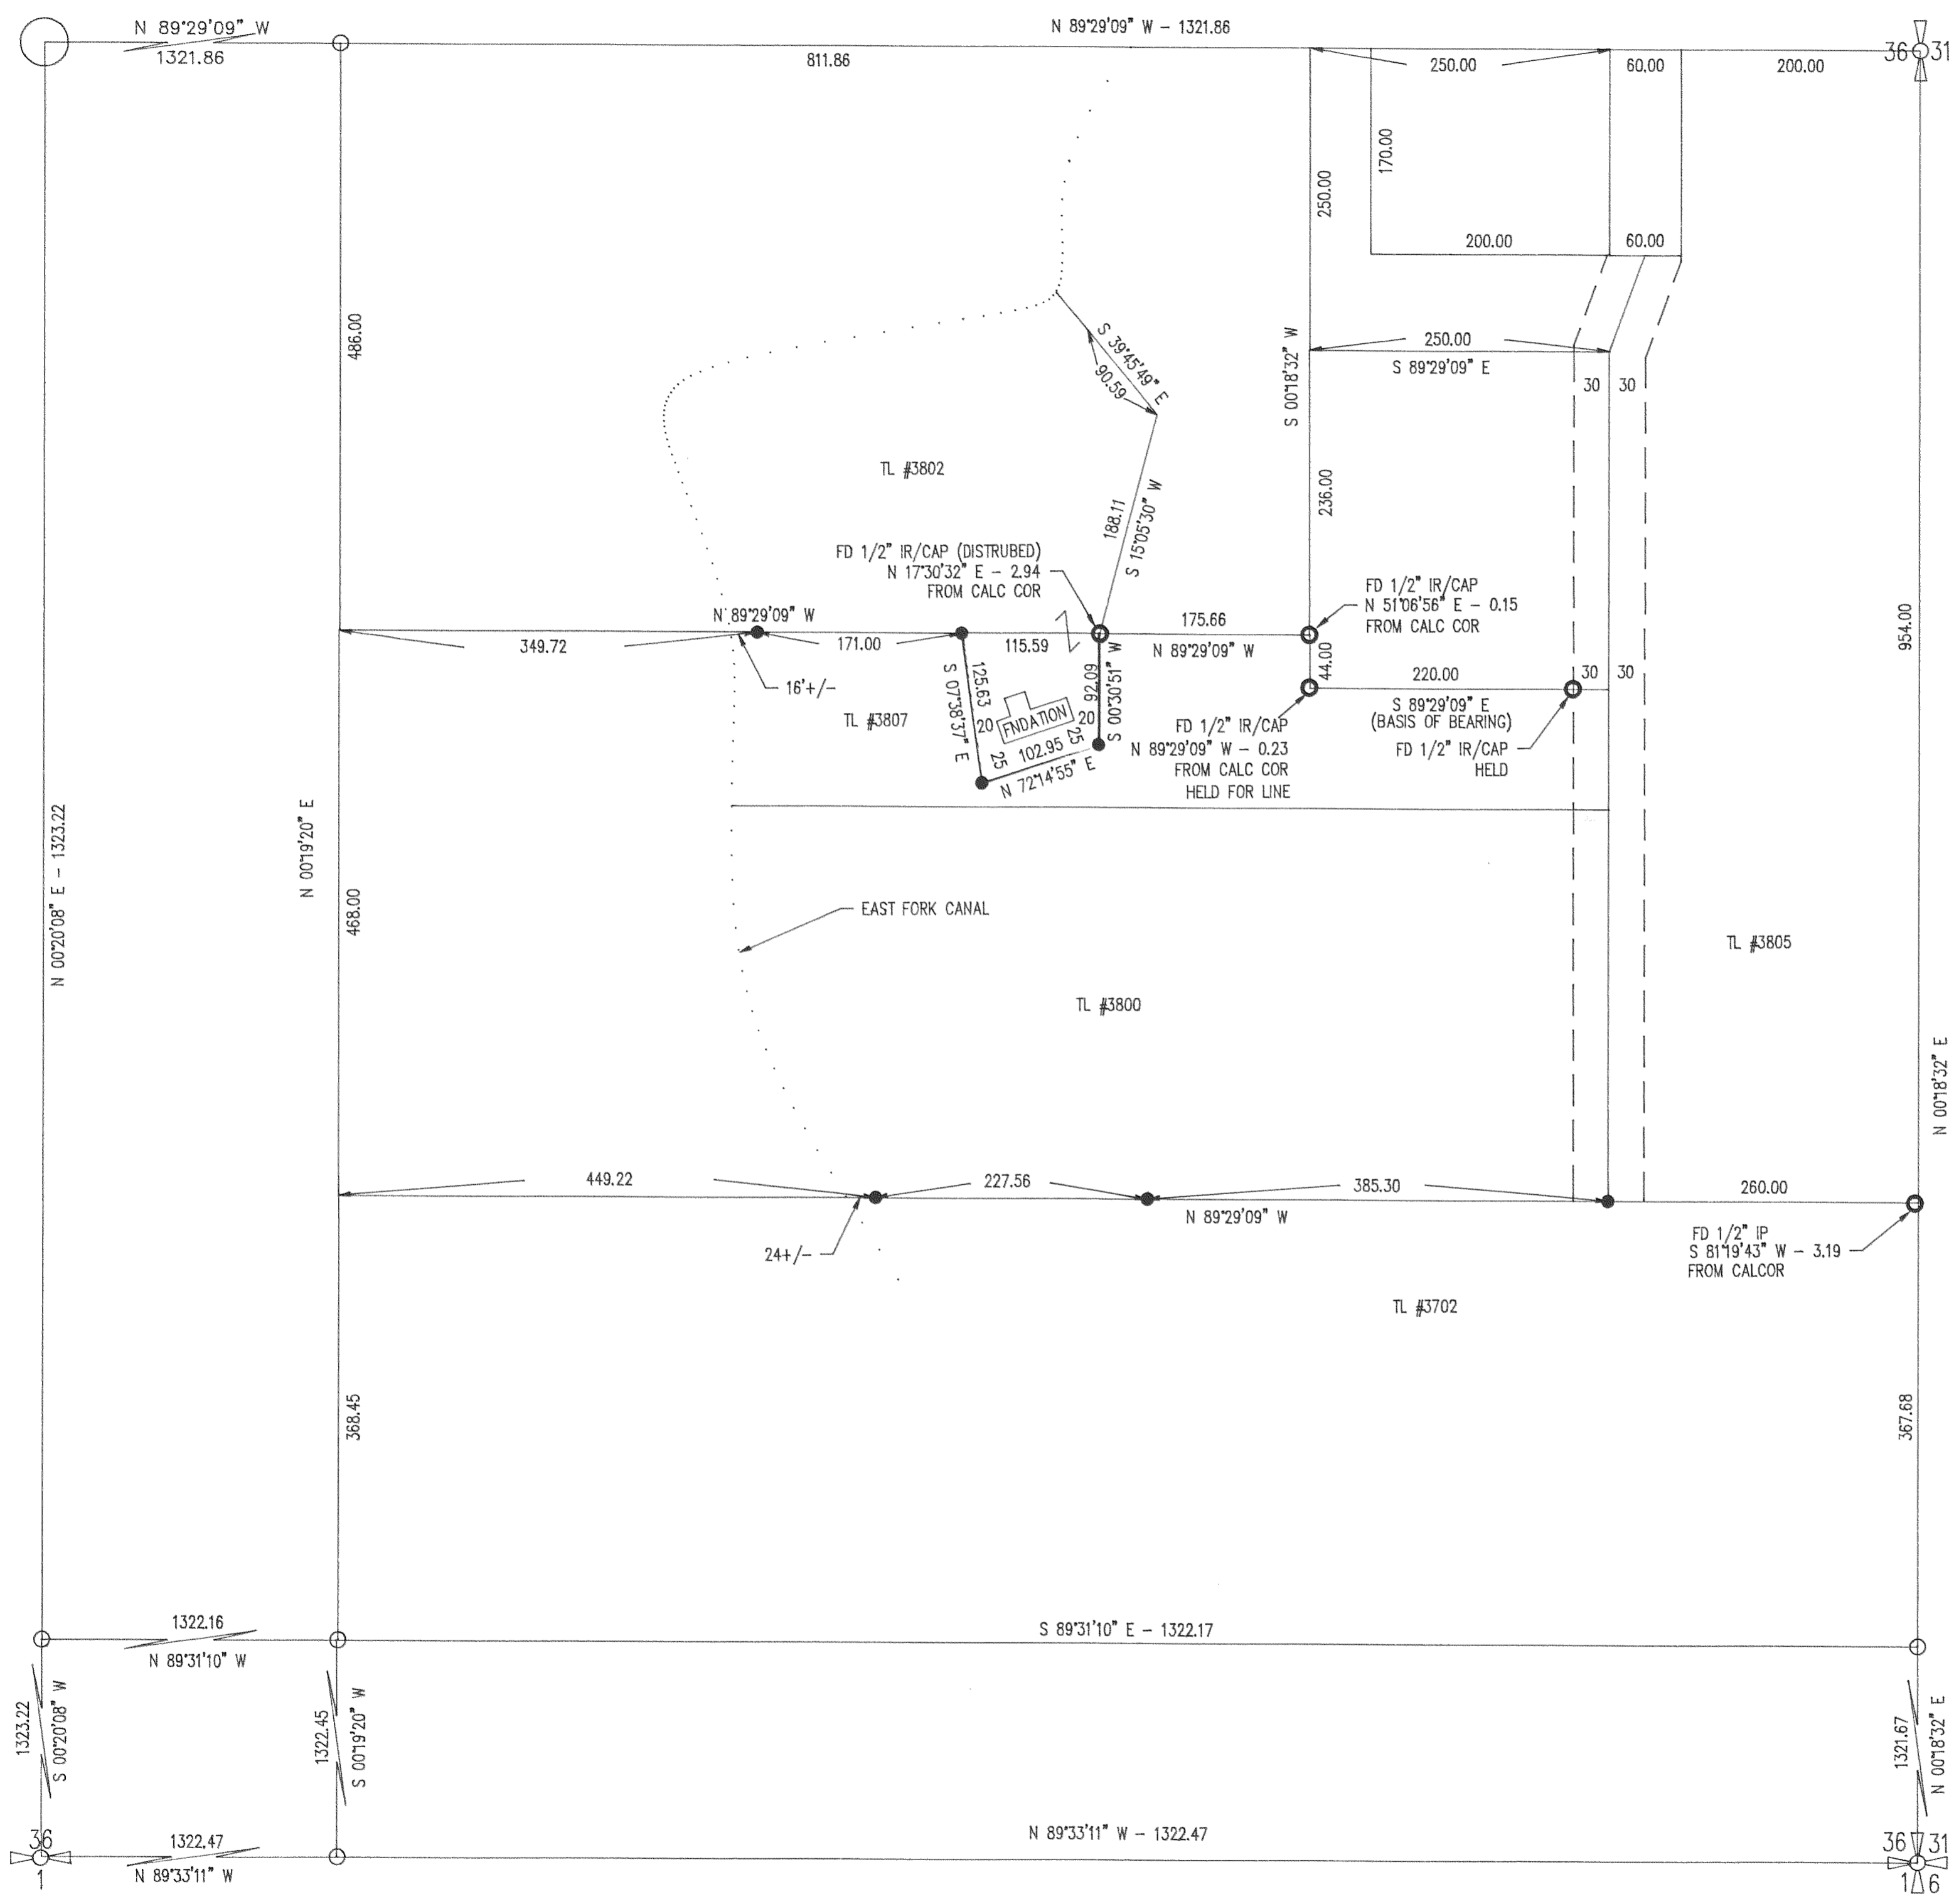 N 89°29'09" W
1321.86
N 89°29'09" W – 1321.86
36 31
811.86
250.00
60.00
200.00
170.00
250.00
200.00
60.00
486.00
S 00°18'32" W
250.00
S 89°29'09" E
30 30
S 39°45'49" E
90.59
TL #3802
236.00
188.11
S 15°05'30" W
FD 1/2" IR/CAP (DISTRUBED)
N 17°30'32" E – 2.94
FROM CALC COR
FD 1/2" IR/CAP
N 51°06'56" E – 0.15
FROM CALC COR
N 89°29'09" W
349.72
171.00
115.59
175.66
N 89°29'09" W
954.00
44.00
16'+/-
TL #3807
S 07°38'37" E
125.63
20
FNDATION
20
92.09
S 00°30'51" W
25
102.95
25
N 72°14'55" E
220.00
S 89°29'09" E
(BASIS OF BEARING)
30 30
FD 1/2" IR/CAP
N 89°29'09" W – 0.23
FROM CALC COR
HELD FOR LINE
FD 1/2" IR/CAP
HELD
N 00°20'08" E – 1323.22
N 00°19'20" E
468.00
EAST FORK CANAL
TL #3800
TL #3805
N 00°18'32" E
449.22
227.56
385.30
260.00
N 89°29'09" W
24+/-
FD 1/2" IP
S 81°19'43" W – 3.19
FROM CALCOR
TL #3702
368.45
367.68
1322.16
N 89°31'10" W
S 89°31'10" E – 1322.17
1323.22
S 00°20'08" W
1322.45
S 00°19'20" W
1321.67
N 00°18'32" E
36
1
1322.47
N 89°33'11" W
N 89°33'11" W – 1322.47
36 31
1 6